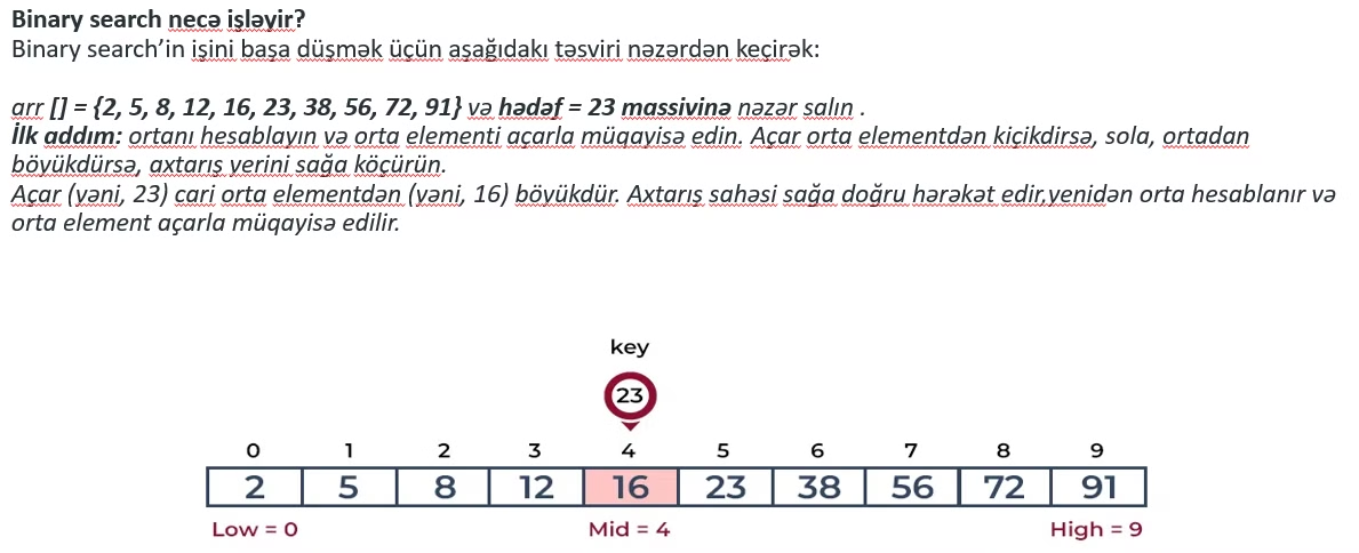 Binary search necə işləyir?
Binary search’in işini başa düşmək üçün aşağıdakı təsviri nəzərdən keçirək:
arr [] = {2, 5, 8, 12, 16, 23, 38, 56, 72, 91} və hədəf = 23 massivinə nəzər salın .
İlk addım: ortanı hesablayın və orta elementi açarla müqayisə edin. Açar orta elementdən kiçikdirsə, sola, ortadan
böyükdürsə, axtarış yerini sağa köçürün.
Açar (yəni, 23) cari orta elementdən (yəni, 16) böyükdür. Axtarış sahəsi sağa doğru hərəkət edir,yenidən orta hesablanır və
orta element açarla müqayisə edilir.
key
23
0 1 2 3 4 5 6 7 8 9
2 5 8 12 16 23 38 56 72 91
Low = 0 Mid = 4 High = 9